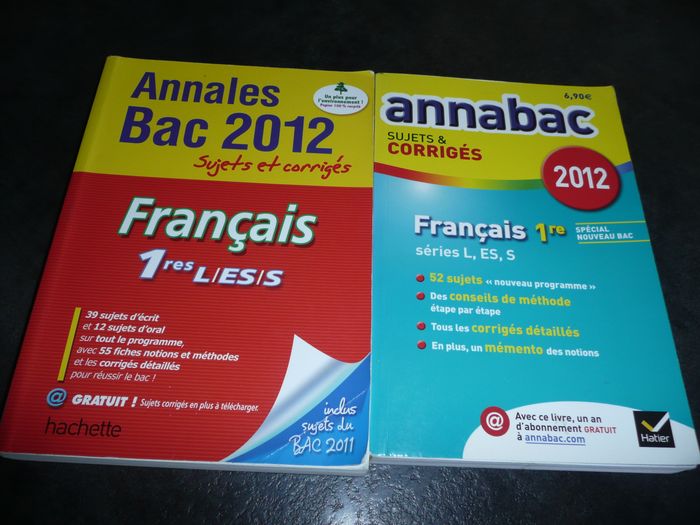 Annales
Bac 2012
Sujets et corrigés
Un plus pour
l'environnement !
Papier 100 % recyclé
Français
1res L/ES/S
39 sujets d'écrit
et 12 sujets d'oral
sur tout le programme,
avec 55 fiches notions et méthodes
et les corrigés détaillés
pour réussir le bac !
@ GRATUIT ! Sujets corrigés en plus à télécharger.
hachette
inclus
sujets du
BAC 2011
6,90€
annabac
SUJETS &
CORRIGÉS
2012
Français 1re
SPÉCIAL
NOUVEAU BAC
séries L, ES, S
52 sujets « nouveau programme »
Des conseils de méthode
étape par étape
Tous les corrigés détaillés
En plus, un mémento des notions
@ Avec ce livre, un an
d'abonnement GRATUIT
à annabac.com
Hatier